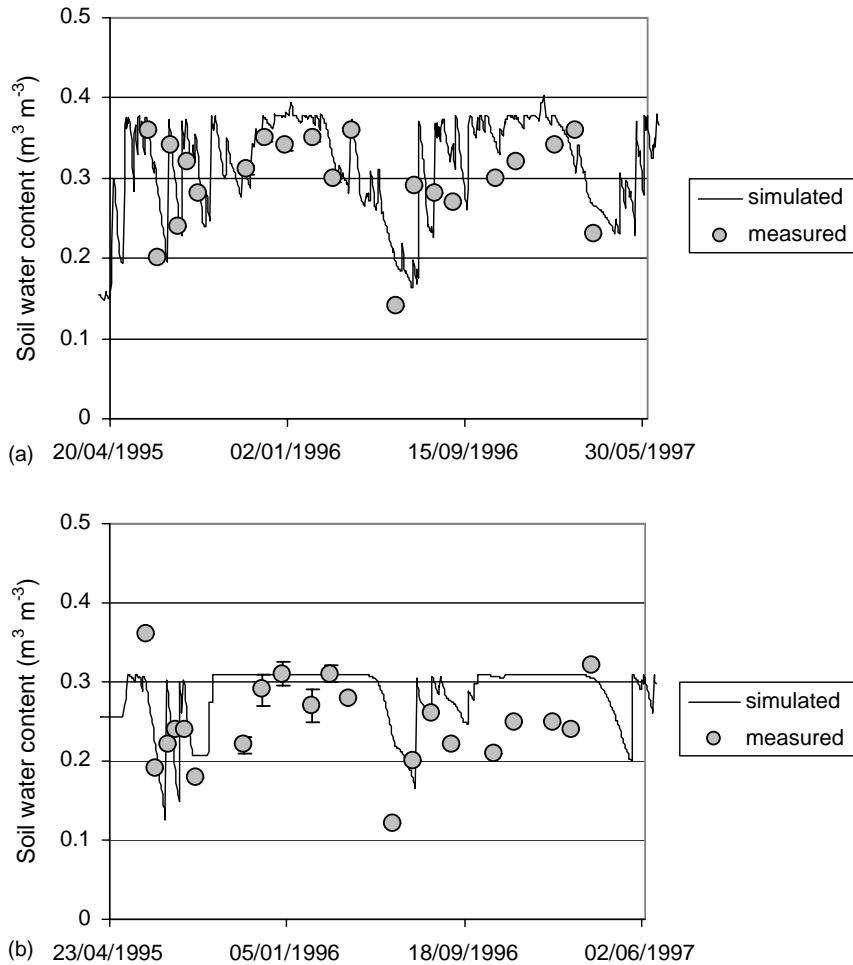 0.5
0.4
0.3
0.2
0.1
0
Soil water content (m³ m⁻³)
simulated
measured
(a) 20/04/1995 02/01/1996 15/09/1996 30/05/1997
0.5
0.4
0.3
0.2
0.1
0
Soil water content (m³ m⁻³)
simulated
measured
(b) 23/04/1995 05/01/1996 18/09/1996 02/06/1997